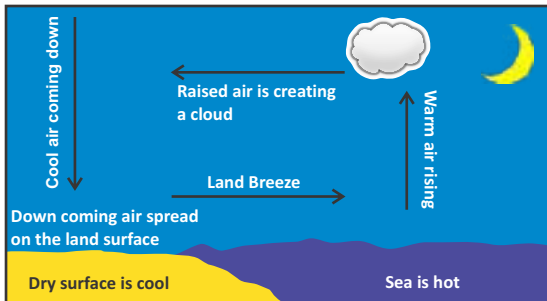 Cool air coming down
Raised air is creating
a cloud
Warm air rising
Land Breeze
Down coming air spread
on the land surface
Dry surface is cool
Sea is hot